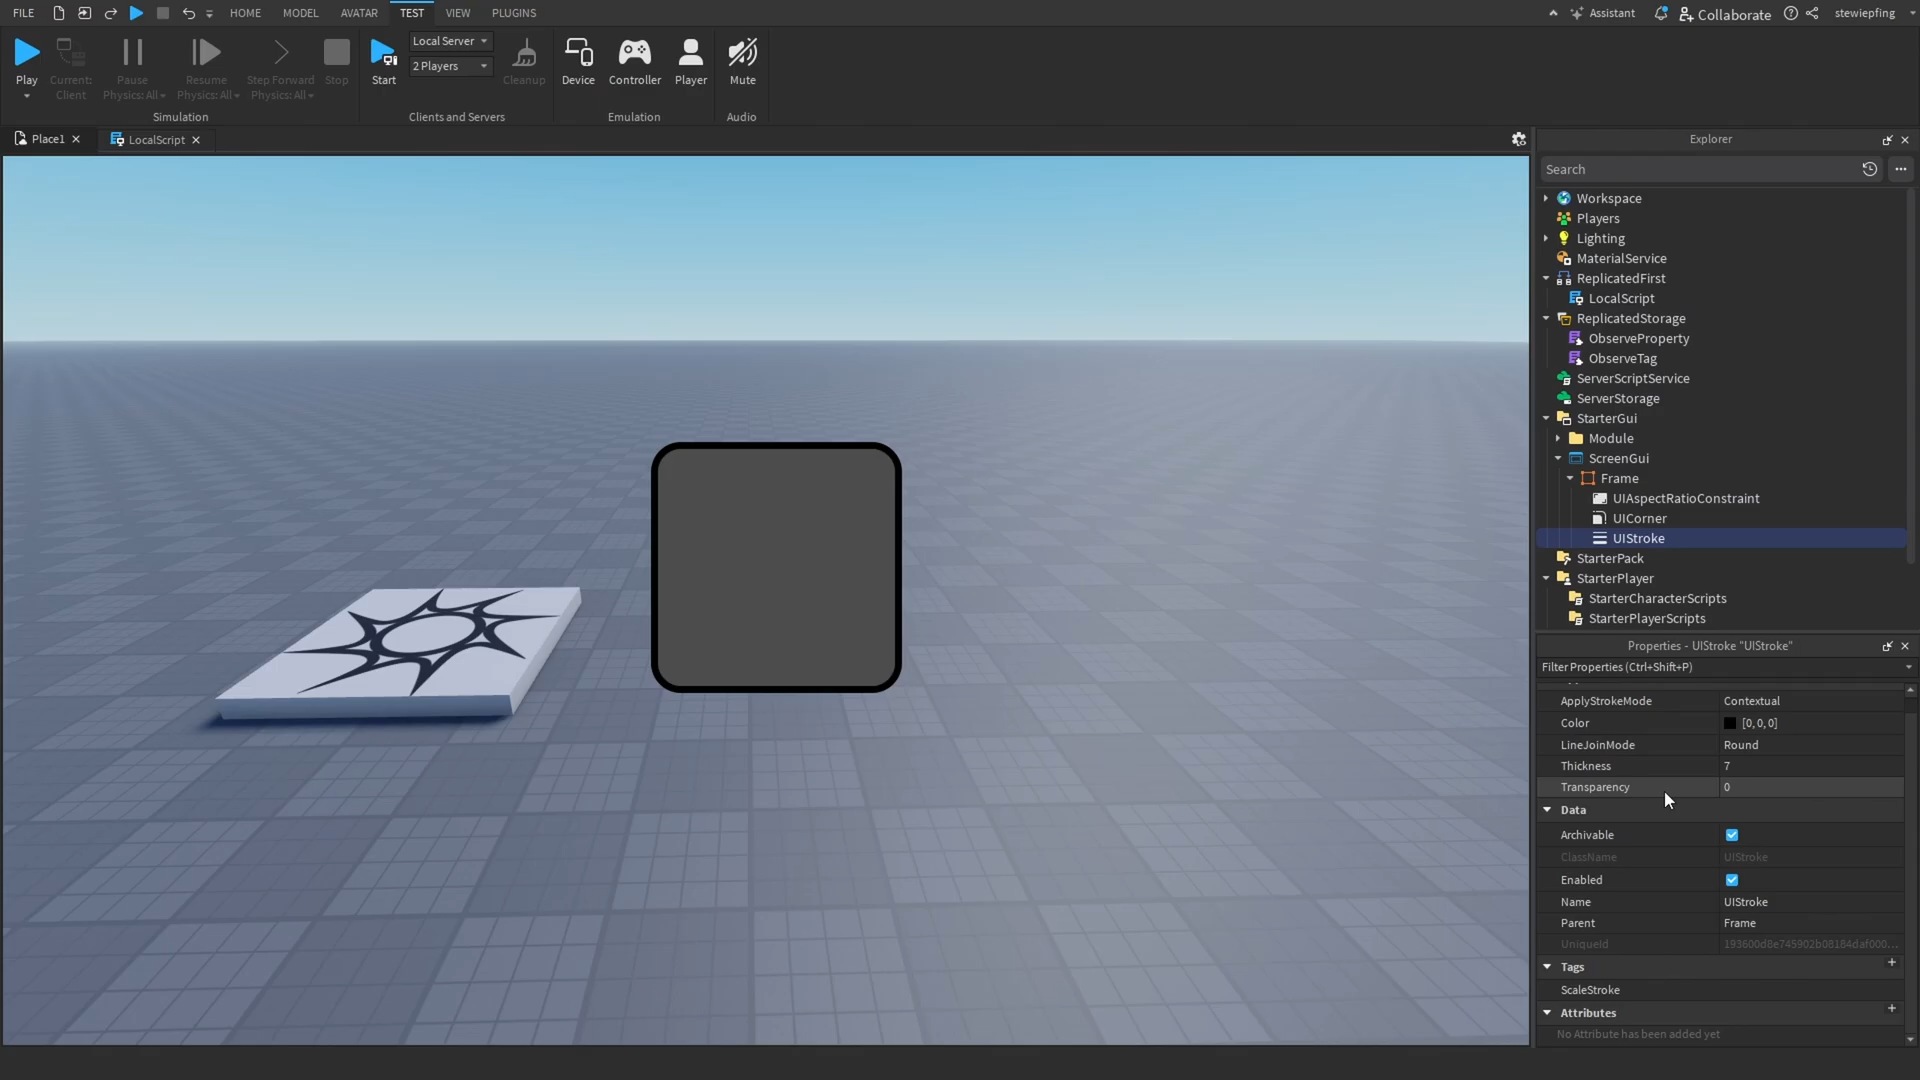 FILE HOME MODEL AVATAR TEST VIEW PLUGINS Assistant Collaborate stewiepfing
Play Current: Client Pause Physics: All Resume Physics: All Step Forward Physics: All Stop
Simulation
Start Local Server 2 Players Cleanup
Clients and Servers
Device Controller Player
Emulation
Mute
Audio
Place1 LocalScript
Explorer
Search
Workspace
Players
Lighting
MaterialService
ReplicatedFirst
LocalScript
ReplicatedStorage
ObserveProperty
ObserveTag
ServerScriptService
ServerStorage
StarterGui
Module
ScreenGui
Frame
UIAspectRatioConstraint
UICorner
UIStroke
StarterPack
StarterPlayer
StarterCharacterScripts
StarterPlayerScripts
Properties - UIStroke "UIStroke"
Filter Properties (Ctrl+Shift+P)
ApplyStrokeMode Contextual
Color [0, 0, 0]
LineJoinMode Round
Thickness 7
Transparency 0
Data
Archivable
ClassName UIStroke
Enabled
Name UIStroke
Parent Frame
UniqueId 193600d8e745902b08184daf000...
Tags
ScaleStroke
Attributes
No Attribute has been added yet